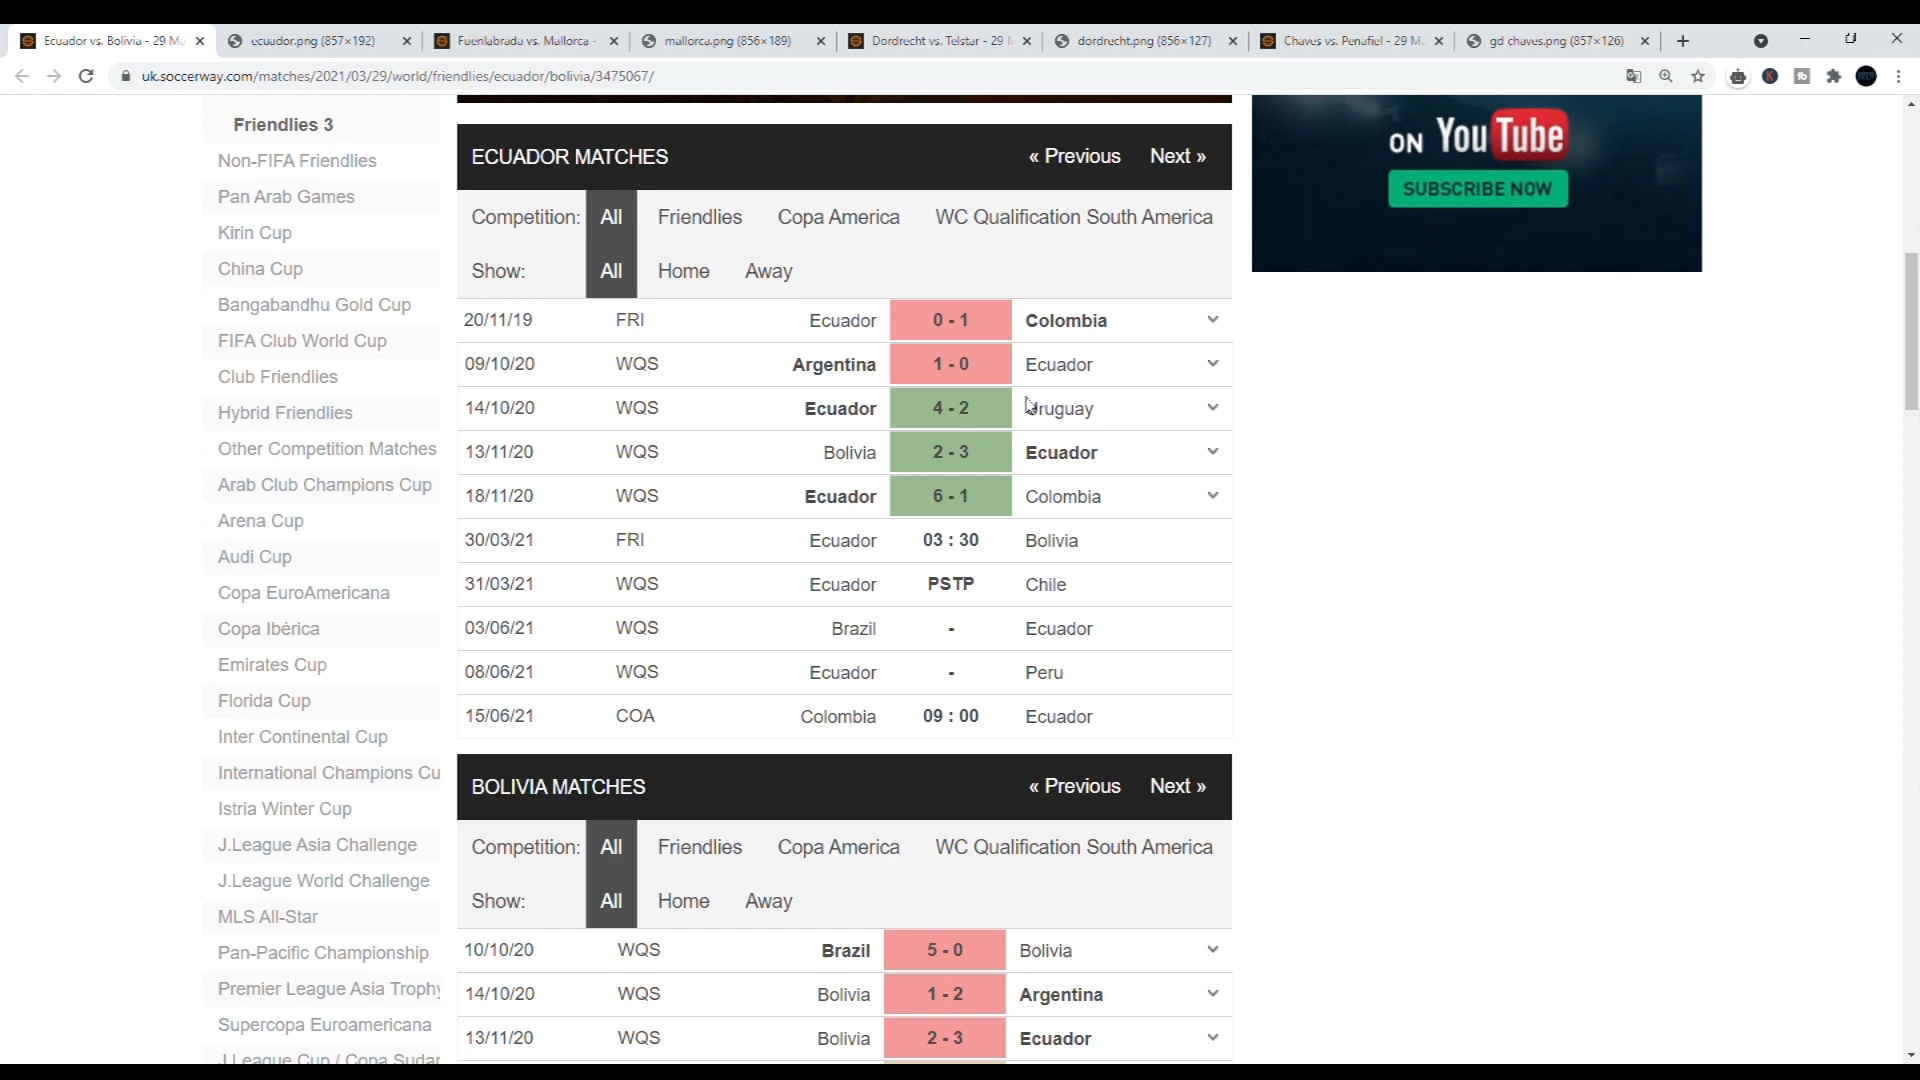 Ecuador vs. Bolivia - 29 Ma
ecuador.png (857×192)
Fuenlabrada vs. Mallorca -
mallorca.png (856×189)
Dordrecht vs. Telstar - 29
dordrecht.png (856×127)
Chaves vs. Penafiel - 29 M
gd chaves.png (857×126)
uk.soccerway.com/matches/2021/03/29/world/friendlies/ecuador/bolivia/3475067/
Friendlies 3
Non-FIFA Friendlies
Pan Arab Games
Kirin Cup
China Cup
Bangabandhu Gold Cup
FIFA Club World Cup
Club Friendlies
Hybrid Friendlies
Other Competition Matches
Arab Club Champions Cup
Arena Cup
Audi Cup
Copa EuroAmericana
Copa Ibérica
Emirates Cup
Florida Cup
Inter Continental Cup
International Champions Cu
Istria Winter Cup
J.League Asia Challenge
J.League World Challenge
MLS All-Star
Pan-Pacific Championship
Premier League Asia Trophy
Supercopa Euroamericana
J.League Cup / Copa Sudar
ECUADOR MATCHES « Previous Next »
Competition: All Friendlies Copa America WC Qualification South America
Show: All Home Away
20/11/19 FRI Ecuador 0 - 1 Colombia
09/10/20 WQS Argentina 1 - 0 Ecuador
14/10/20 WQS Ecuador 4 - 2 Uruguay
13/11/20 WQS Bolivia 2 - 3 Ecuador
18/11/20 WQS Ecuador 6 - 1 Colombia
30/03/21 FRI Ecuador 03 : 30 Bolivia
31/03/21 WQS Ecuador PSTP Chile
03/06/21 WQS Brazil - Ecuador
08/06/21 WQS Ecuador - Peru
15/06/21 COA Colombia 09 : 00 Ecuador
BOLIVIA MATCHES « Previous Next »
Competition: All Friendlies Copa America WC Qualification South America
Show: All Home Away
10/10/20 WQS Brazil 5 - 0 Bolivia
14/10/20 WQS Bolivia 1 - 2 Argentina
13/11/20 WQS Bolivia 2 - 3 Ecuador
ON YouTube
SUBSCRIBE NOW